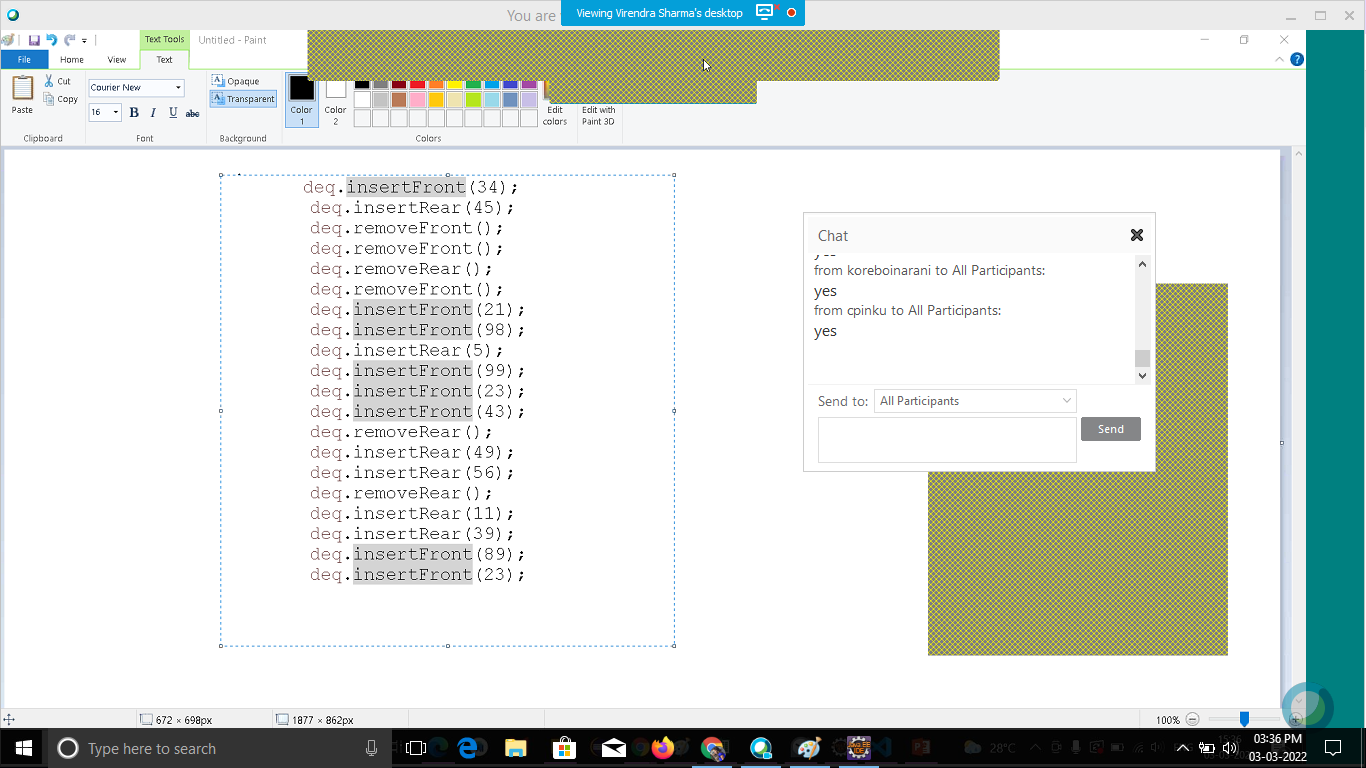 You are
Viewing Virendra Sharma's desktop
Text Tools
Untitled - Paint
File
Home
View
Text
Paste
Cut
Copy
Clipboard
Courier New
16
B I U abc
Font
Opaque
Transparent
Background
Color 1
Color 2
Colors
Edit colors
Edit with Paint 3D
deq.insertFront(34);
deq.insertRear(45);
deq.removeFront();
deq.removeFront();
deq.removeRear();
deq.removeFront();
deq.insertFront(21);
deq.insertFront(98);
deq.insertRear(5);
deq.insertFront(99);
deq.insertFront(23);
deq.insertFront(43);
deq.removeRear();
deq.insertRear(49);
deq.insertRear(56);
deq.removeRear();
deq.insertRear(11);
deq.insertRear(39);
deq.insertFront(89);
deq.insertFront(23);
Chat
yes
from koreboinarani to All Participants:
yes
from cpinku to All Participants:
yes
Send to:
All Participants
Send
672 × 698px
1877 × 862px
100%
Type here to search
28°C
03:36 PM
03-03-2022